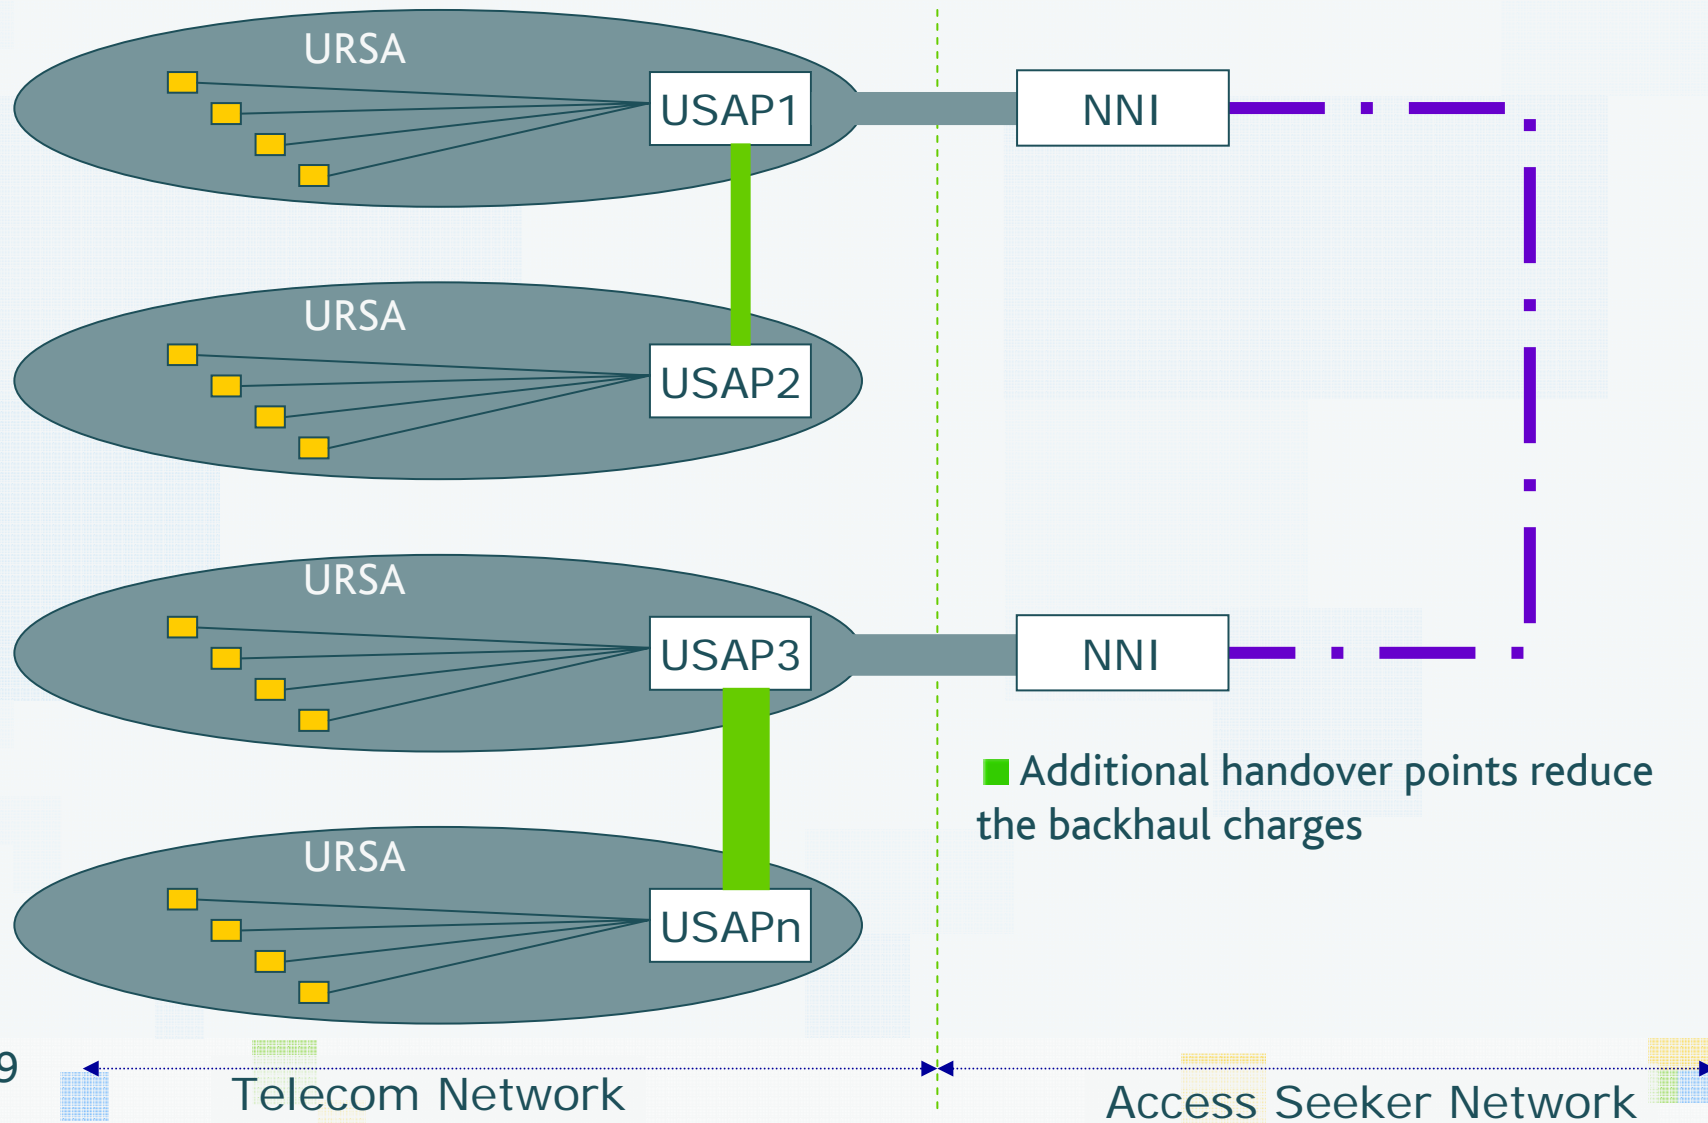 URSA
USAP1
NNI
URSA
USAP2
URSA
USAP3
NNI
Additional handover points reduce
the backhaul charges
URSA
USAPn
9
Telecom Network
Access Seeker Network